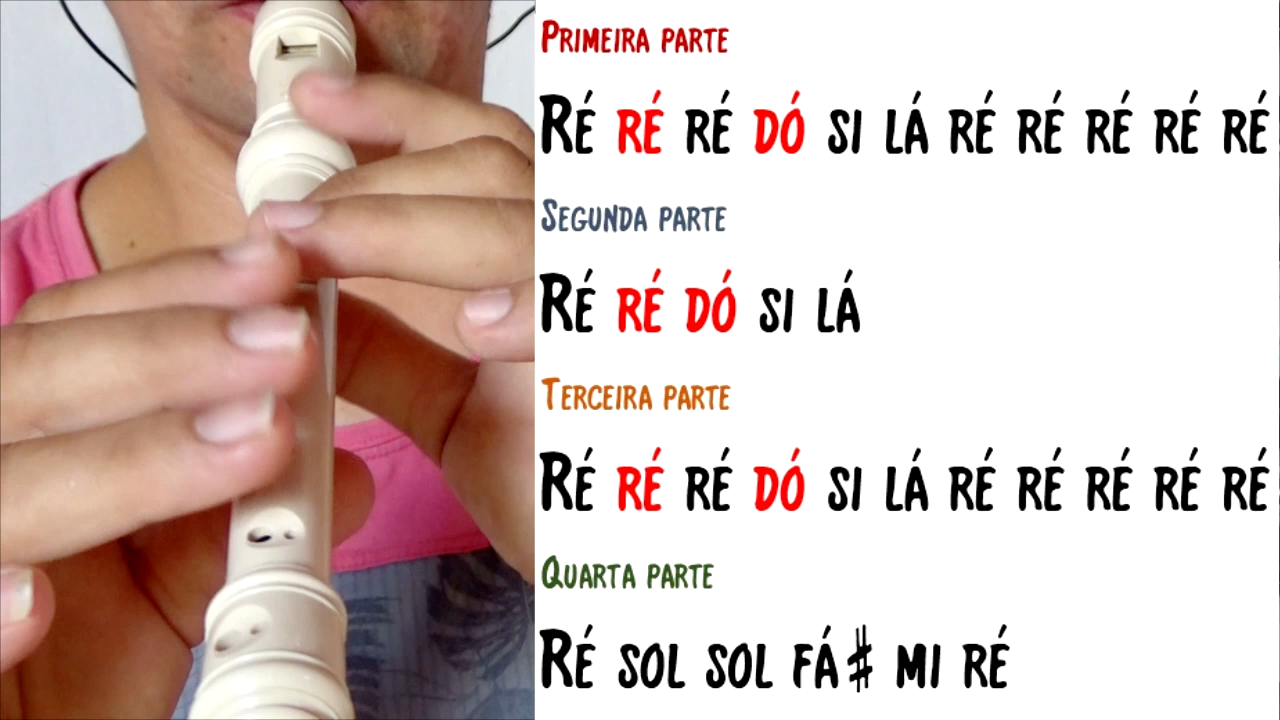 Primeira parte
Ré ré ré dó si lá ré ré ré ré ré
Segunda parte
Ré ré dó si lá
Terceira parte
Ré ré ré dó si lá ré ré ré ré ré
Quarta parte
Ré sol sol fá# mi ré